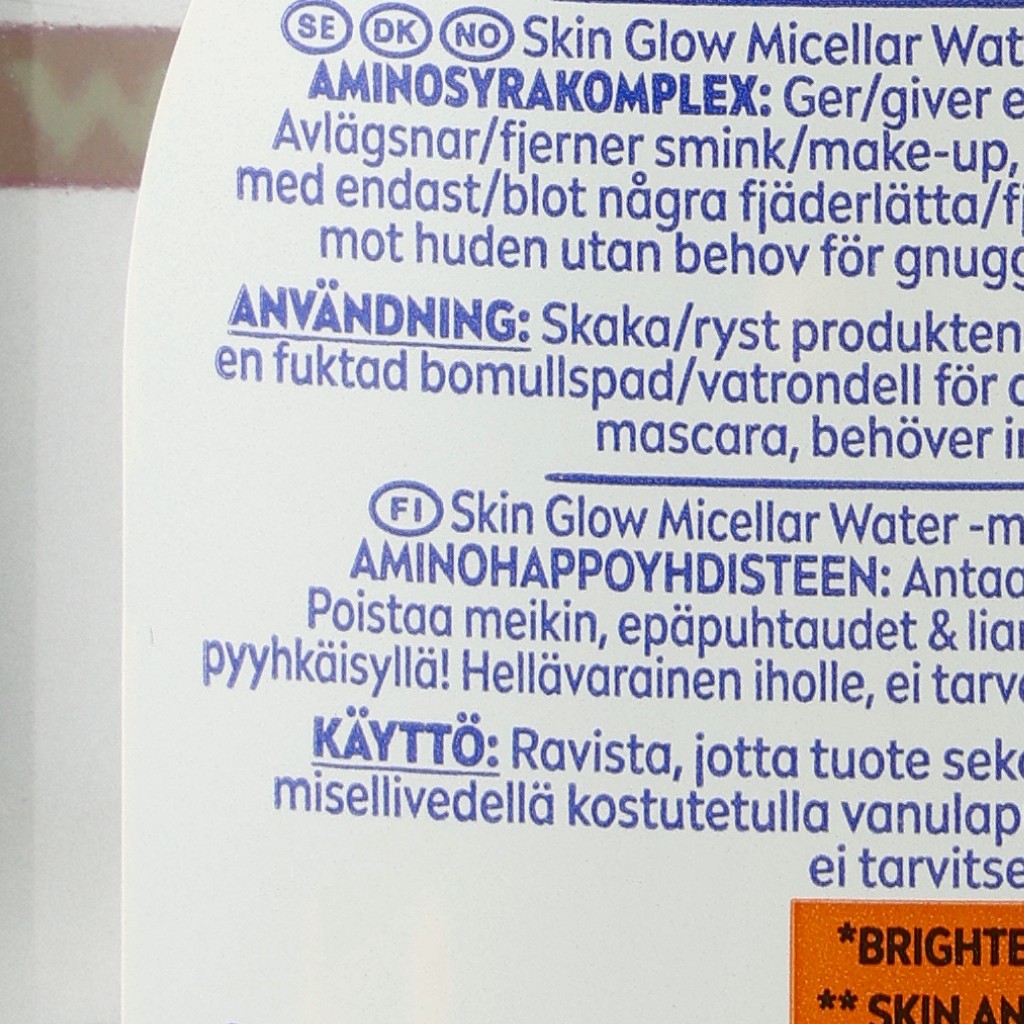 SE DK NO Skin Glow Micellar Wat
AMINOSYRAKOMPLEX: Ger/giver e
Avlägsnar/fjerner smink/make-up,
med endast/blot några fjäderlätta/f
mot huden utan behov för gnugg
ANVÄNDNING: Skaka/ryst produkten
en fuktad bomullspad/vatrondell för
mascara, behöver
FI Skin Glow Micellar Water -m
AMINOHAPPOYHDISTEEN: Antaa
Poistaa meikin, epäpuhtaudet & lian
pyyhkäisyllä! Hellävarainen iholle, ei tarv
KÄYTTÖ: Ravista, jotta tuote seko
misellivedellä kostutetulla vanulap
ei tarvitse
*BRIGHTE
** SKIN AN